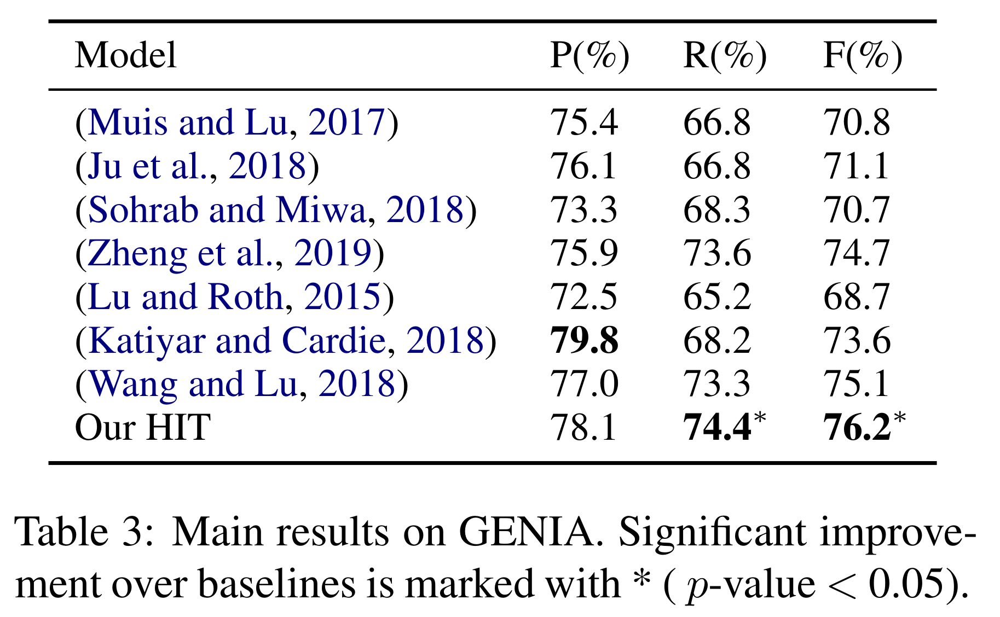 Model P(%) R(%) F(%)
(Muis and Lu, 2017) 75.4 66.8 70.8
(Ju et al., 2018) 76.1 66.8 71.1
(Sohrab and Miwa, 2018) 73.3 68.3 70.7
(Zheng et al., 2019) 75.9 73.6 74.7
(Lu and Roth, 2015) 72.5 65.2 68.7
(Katiyar and Cardie, 2018) 79.8 68.2 73.6
(Wang and Lu, 2018) 77.0 73.3 75.1
Our HIT 78.1 74.4* 76.2*
Table 3: Main results on GENIA. Significant improve-
ment over baselines is marked with * ( p-value < 0.05).